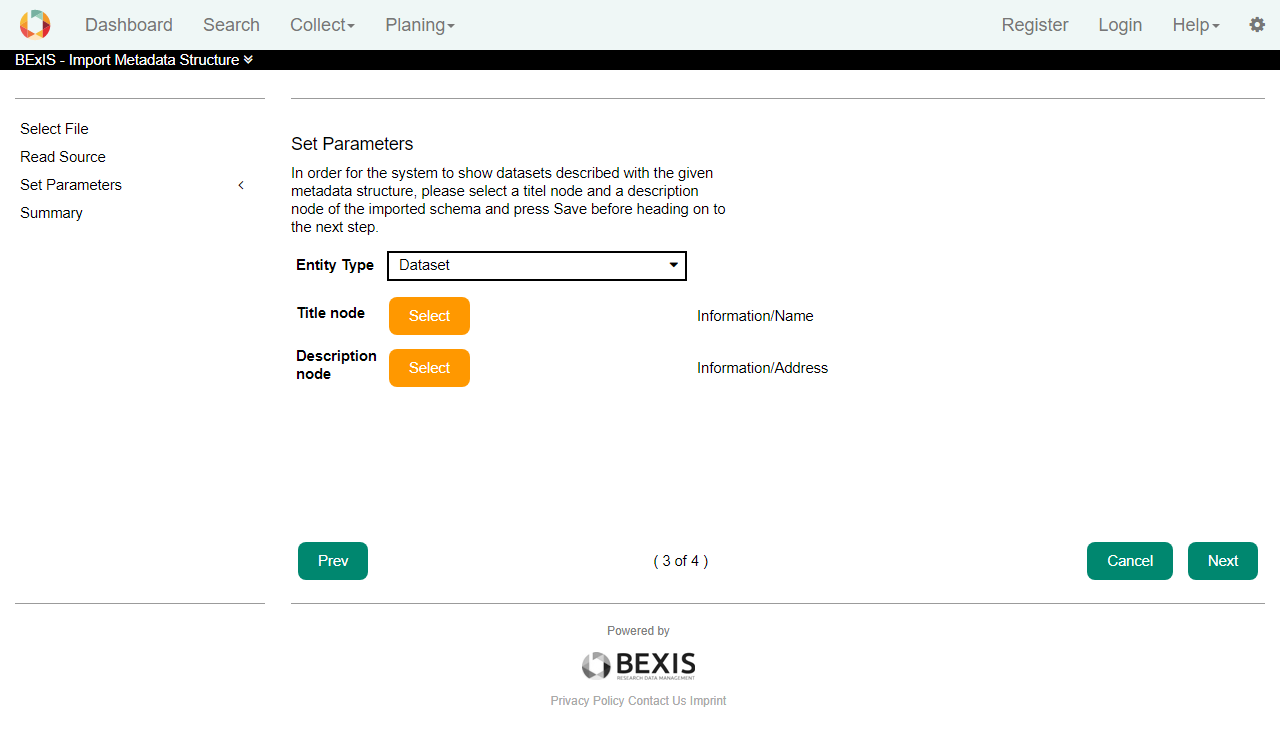 Dashboard Search Collect Planing Register Login Help
BExIS - Import Metadata Structure
Select File
Read Source
Set Parameters
Summary
Set Parameters
In order for the system to show datasets described with the given
metadata structure, please select a titel node and a description
node of the imported schema and press Save before heading on to
the next step.
Entity Type Dataset
Title node Select Information/Name
Description
node Select Information/Address
Prev ( 3 of 4 ) Cancel Next
Powered by
BEXIS
RESEARCH DATA MANAGEMENT
Privacy Policy Contact Us Imprint